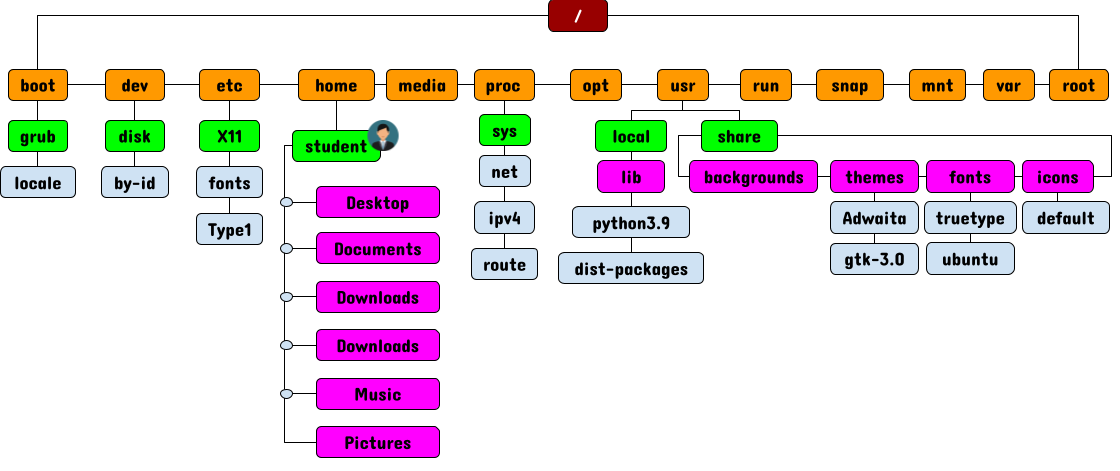 /
boot dev etc home media proc opt usr run snap mnt var root
grub disk X11 student sys local share
locale by-id fonts net lib backgrounds themes fonts icons
Type1 Desktop ipv4 python3.9 Adwaita truetype default
Documents route dist-packages gtk-3.0 ubuntu
Downloads
Downloads
Music
Pictures